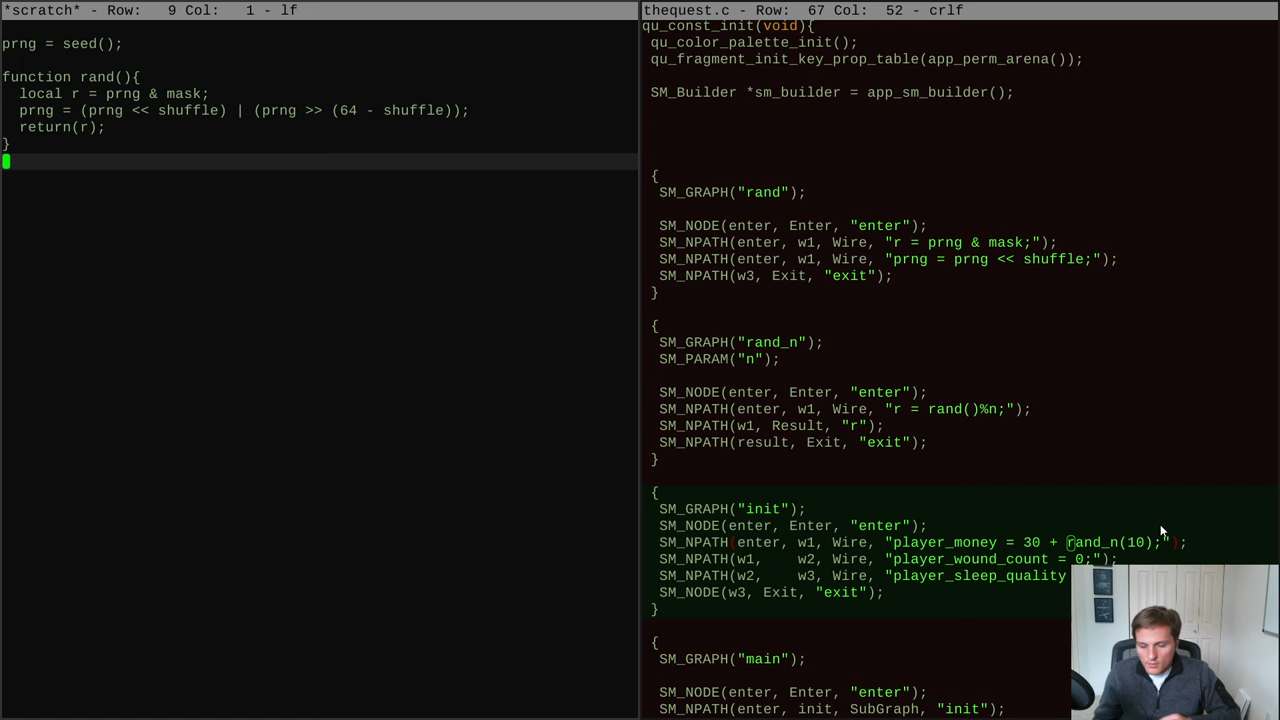 *scratch* - Row:   9 Col:   1 - lf
prng = seed();
function rand(){
  local r = prng & mask;
  prng = (prng << shuffle) | (prng >> (64 - shuffle));
  return(r);
}
thequest.c - Row:  67 Col:  52 - crlf
qu_const_init(void){
 qu_color_palette_init();
 qu_fragment_init_key_prop_table(app_perm_arena());
 SM_Builder *sm_builder = app_sm_builder();
 {
  SM_GRAPH("rand");
  SM_NODE(enter, Enter, "enter");
  SM_NPATH(enter, w1, Wire, "r = prng & mask;");
  SM_NPATH(enter, w1, Wire, "prng = prng << shuffle;");
  SM_NPATH(w3, Exit, "exit");
 }
 {
  SM_GRAPH("rand_n");
  SM_PARAM("n");
  SM_NODE(enter, Enter, "enter");
  SM_NPATH(enter, w1, Wire, "r = rand()%n;");
  SM_NPATH(w1, Result, "r");
  SM_NPATH(result, Exit, "exit");
 }
 {
  SM_GRAPH("init");
  SM_NODE(enter, Enter, "enter");
  SM_NPATH(enter, w1, Wire, "player_money = 30 + rand_n(10);");
  SM_NPATH(w1,    w2, Wire, "player_wound_count = 0;");
  SM_NPATH(w2,    w3, Wire, "player_sleep_quality
  SM_NODE(w3, Exit, "exit");
 }
 {
  SM_GRAPH("main");
  SM_NODE(enter, Enter, "enter");
  SM_NPATH(enter, init, SubGraph, "init");